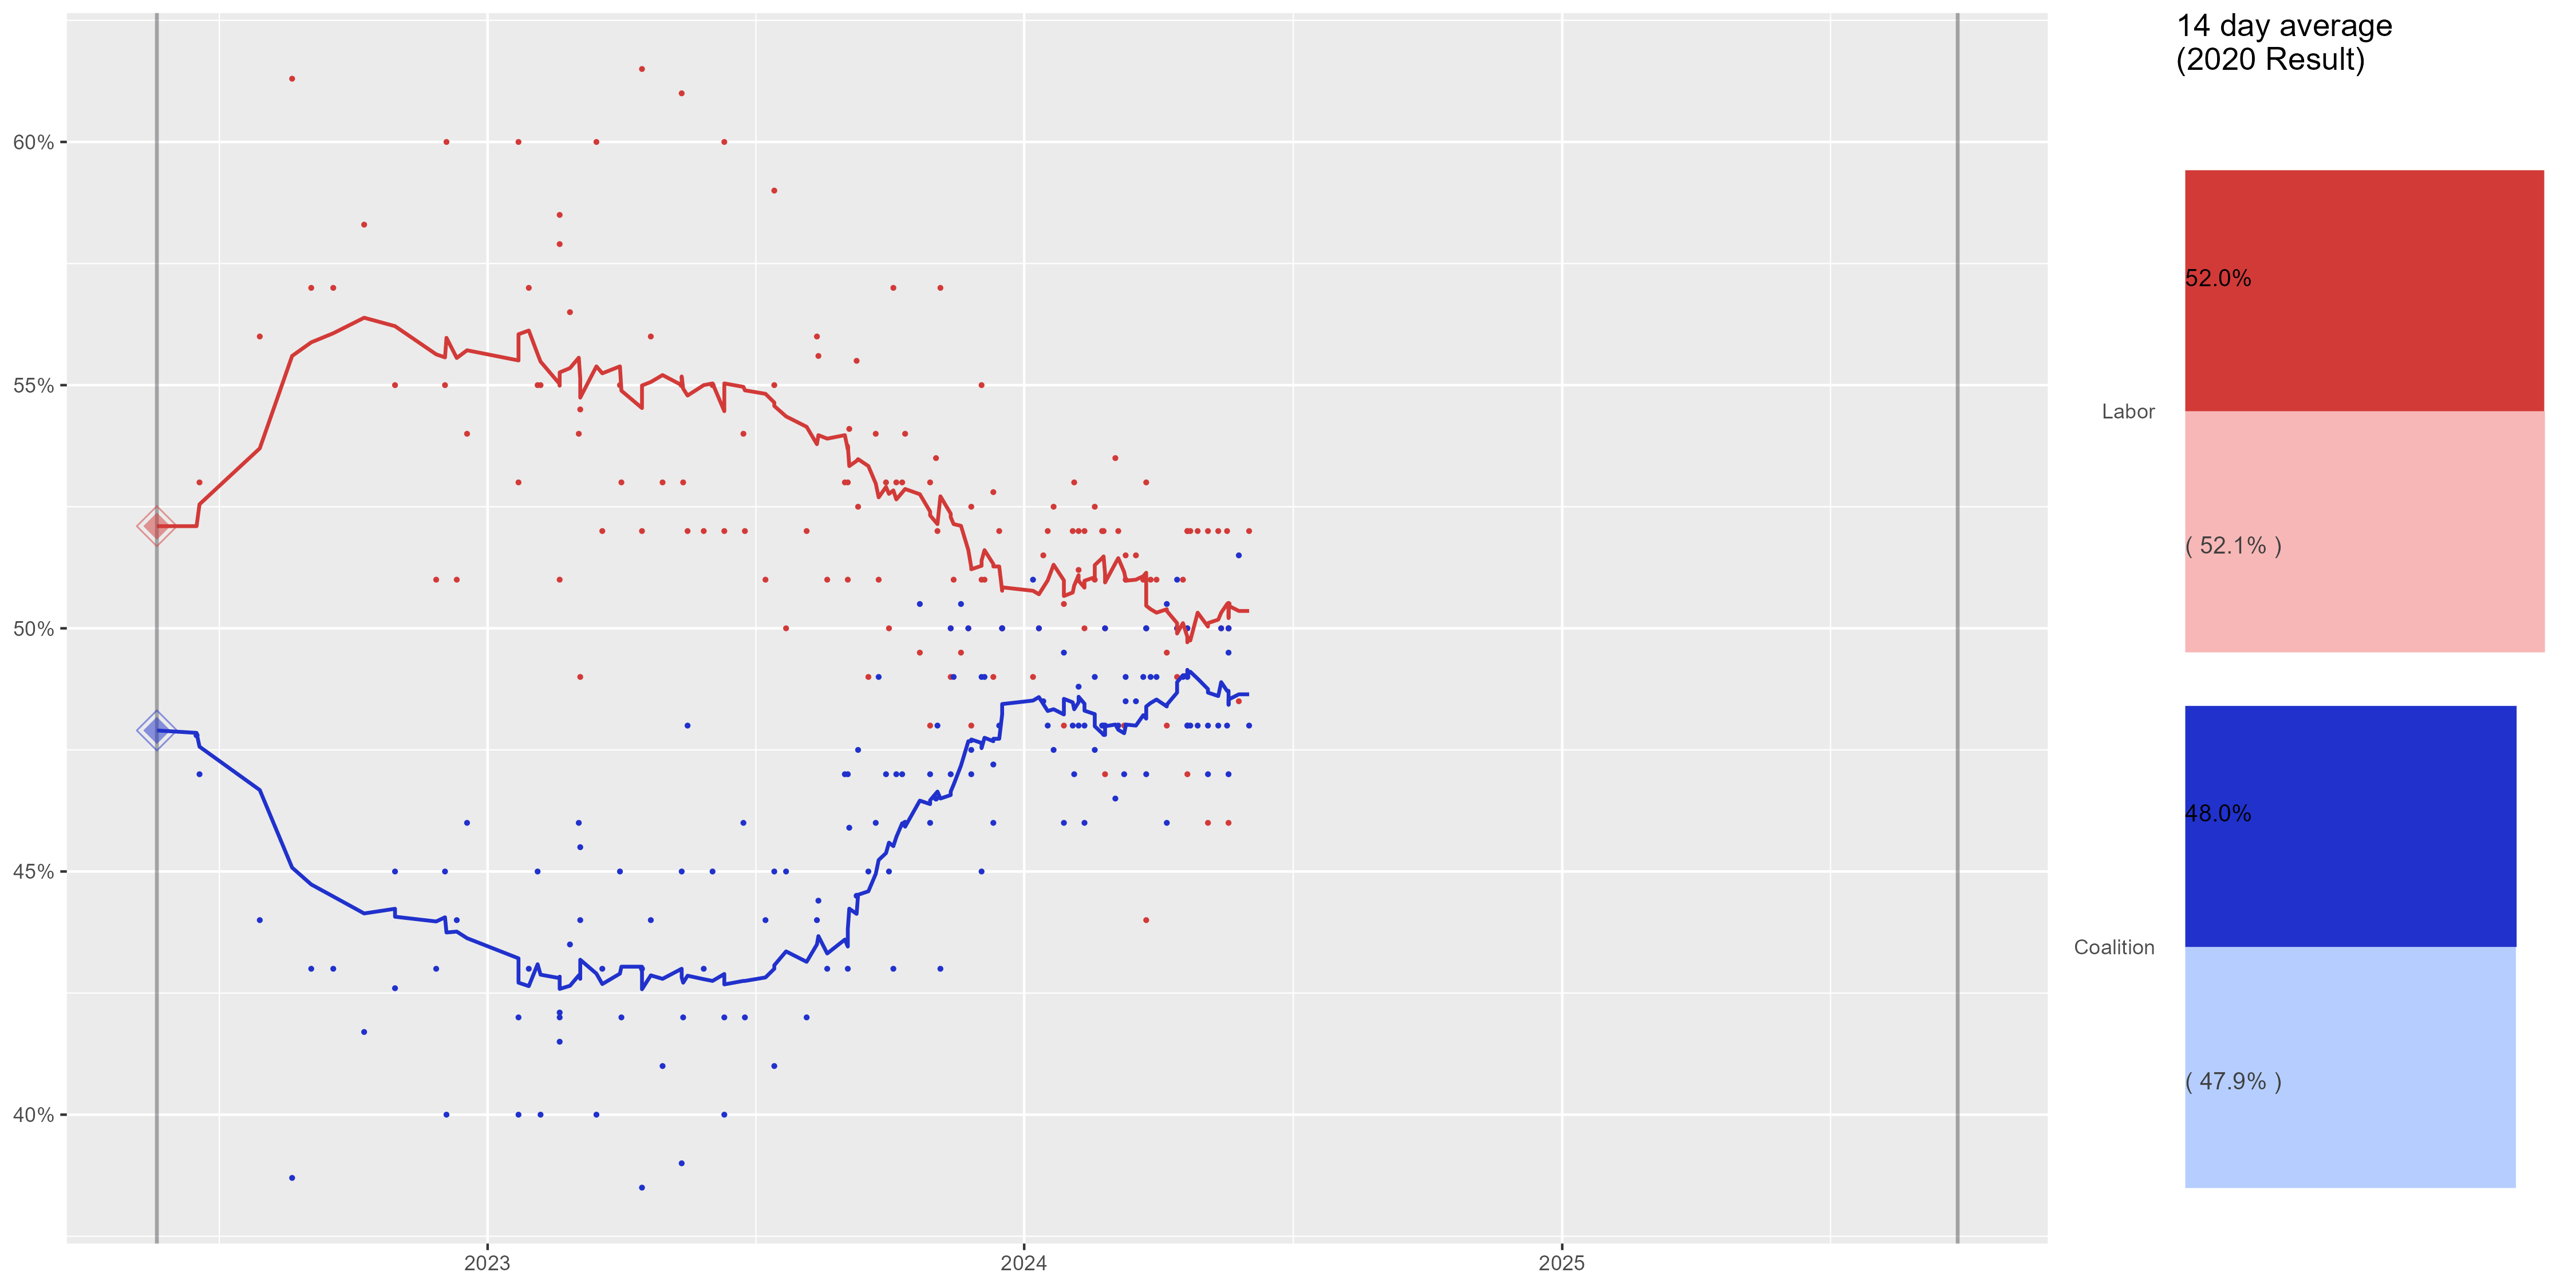 14 day average
(2020 Result)
60%
55%
50%
45%
40%
2023
2024
2025
Labor
52.0%
( 52.1% )
Coalition
48.0%
( 47.9% )